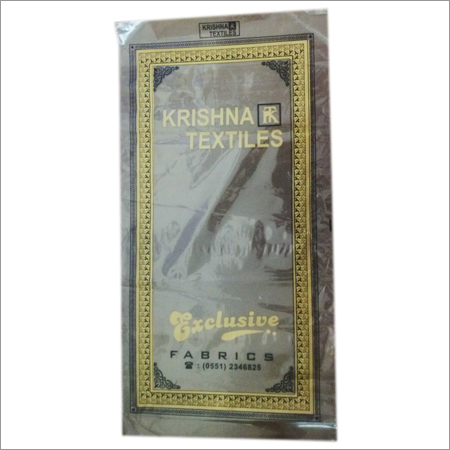 KRISHNA
TEXTILES
KRISHNA
TEXTILES
Exclusive
FABRICS
☎ : (0551) 2346825